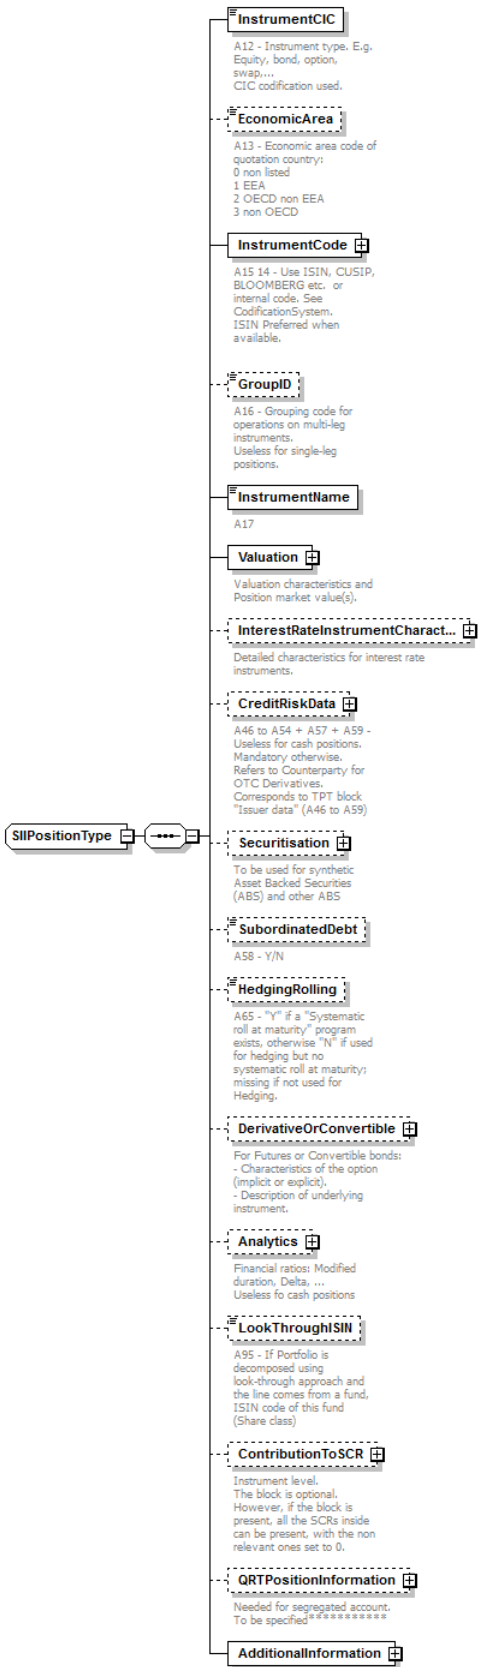 InstrumentCIC
A12 - Instrument type. E.g.
Equity, bond, option,
swap,...
CIC codification used.
EconomicArea
A13 - Economic area code of
quotation country:
0 non listed
1 EEA
2 OECD non EEA
3 non OECD
InstrumentCode
A15 14 - Use ISIN, CUSIP,
BLOOMBERG etc. or
internal code. See
CodificationSystem.
ISIN Preferred when
available.
GroupID
A16 - Grouping code for
operations on multi-leg
instruments.
Useless for single-leg
positions.
InstrumentName
A17
Valuation
Valuation characteristics and
Position market value(s).
InterestRateInstrumentCharact...
Detailed characteristics for interest rate
instruments.
CreditRiskData
A46 to A54 + A57 + A59 -
Useless for cash positions.
Mandatory otherwise.
Refers to Counterparty for
OTC Derivatives.
Corresponds to TPT block
"Issuer data" (A46 to A59)
SIIPositionType
Securitisation
To be used for synthetic
Asset Backed Securities
(ABS) and other ABS
SubordinatedDebt
A58 - Y/N
HedgingRolling
A65 - "Y" if a "Systematic
roll at maturity" program
exists, otherwise "N" if used
for hedging but no
systematic roll at maturity;
missing if not used for
Hedging.
DerivativeOrConvertible
For Futures or Convertible bonds:
- Characteristics of the option
(implicit or explicit).
- Description of underlying
instrument.
Analytics
Financial ratios: Modified
duration, Delta, ...
Useless fo cash positions
LookThroughISIN
A95 - If Portfolio is
decomposed using
look-through approach and
the line comes from a fund,
ISIN code of this fund
(Share class)
ContributionToSCR
Instrument level.
The block is optional.
However, if the block is
present, all the SCRs inside
can be present, with the non
relevant ones set to 0.
QRTPositionInformation
Needed for segregated account.
To be specified***********
AdditionalInformation